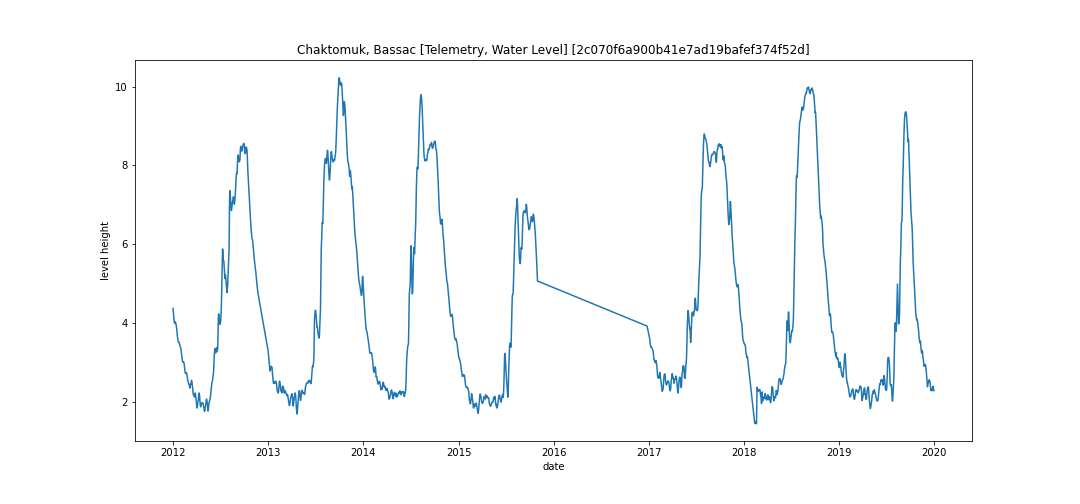 Chaktomuk, Bassac [Telemetry, Water Level] [2c070f6a900b41e7ad19bafef374f52d]
10
8
6
4
2
level height
2012 2013 2014 2015 2016 2017 2018 2019 2020
date